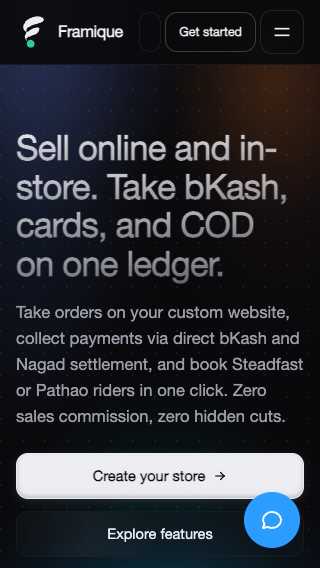 Framique
Get started
Sell online and in-
store. Take bKash,
cards, and COD
on one ledger.
Take orders on your custom website,
collect payments via direct bKash and
Nagad settlement, and book Steadfast
or Pathao riders in one click. Zero
sales commission, zero hidden cuts.
Create your store →
Explore features